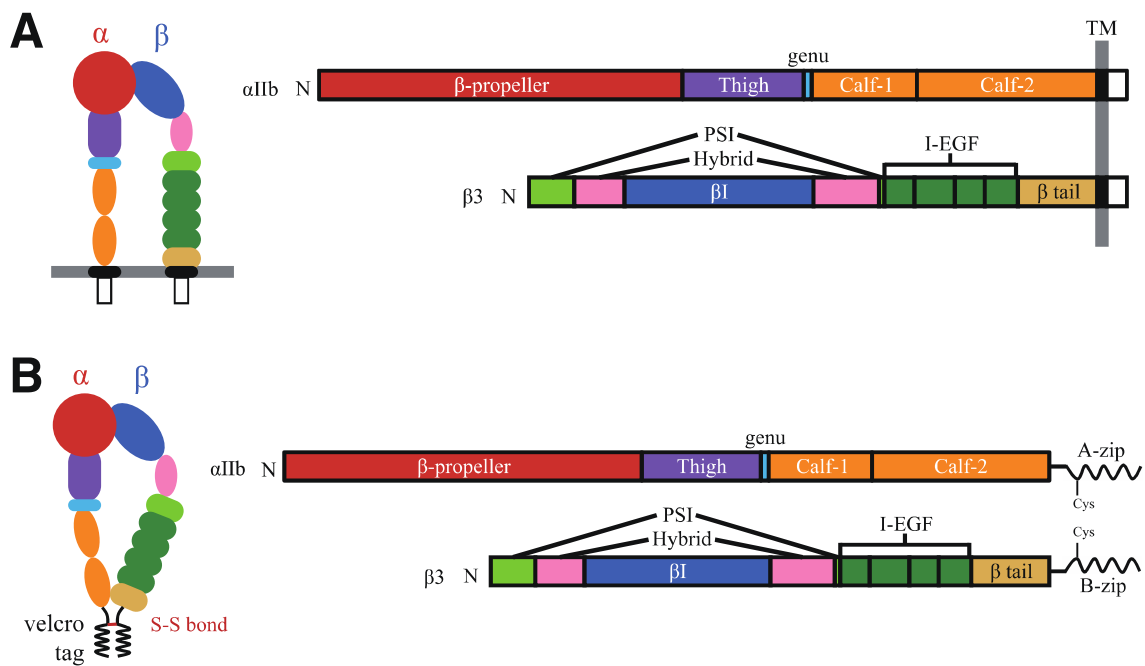 A
α
β
TM
genu
αIIb N β-propeller Thigh Calf-1 Calf-2
PSI
I-EGF
Hybrid
β3 N βI β tail
B
α
β
genu
A-zip
αIIb N β-propeller Thigh Calf-1 Calf-2
Cys
PSI
I-EGF
Cys
Hybrid
β3 N βI β tail
B-zip
velcro S-S bond
tag